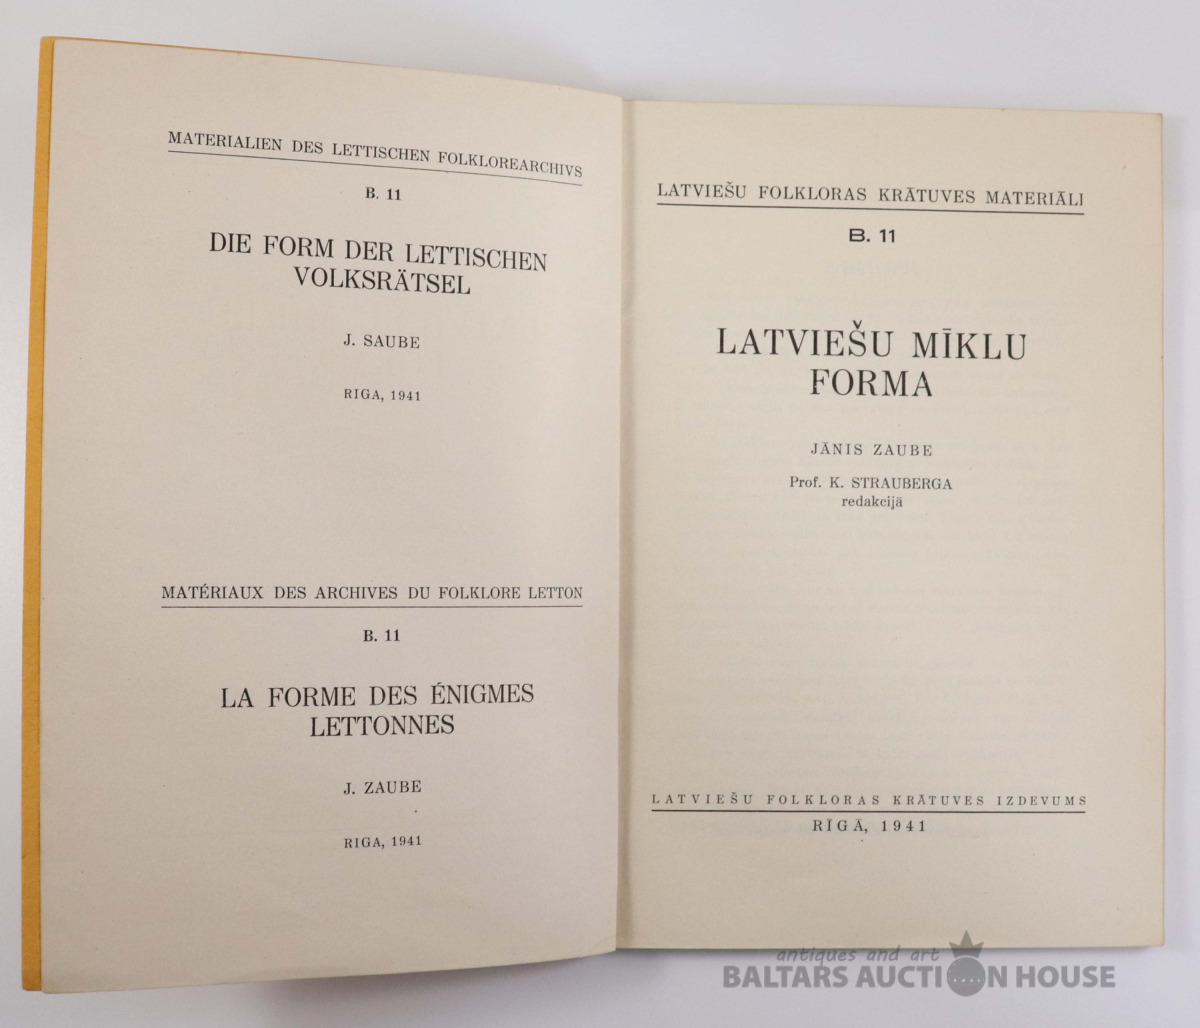 MATERIALIEN DES LETTISCHEN FOLKLOREARCHIVS
B. 11
DIE FORM DER LETTISCHEN
VOLKSRÄTSEL
J. SAUBE
RIGA, 1941
MATÉRIAUX DES ARCHIVES DU FOLKLORE LETTON
B. 11
LA FORME DES ÉNIGMES
LETTONNES
J. ZAUBE
RIGA, 1941
LATVIEŠU FOLKLORAS KRĀTUVES MATERIĀLI
B. 11
LATVIEŠU MĪKLU
FORMA
JĀNIS ZAUBE
Prof. K. STRAUBERGA
redakcijā
LATVIEŠU FOLKLORAS KRĀTUVES IZDEVUMS
RĪGĀ, 1941
antiques and art
BALTARS AUCTION HOUSE